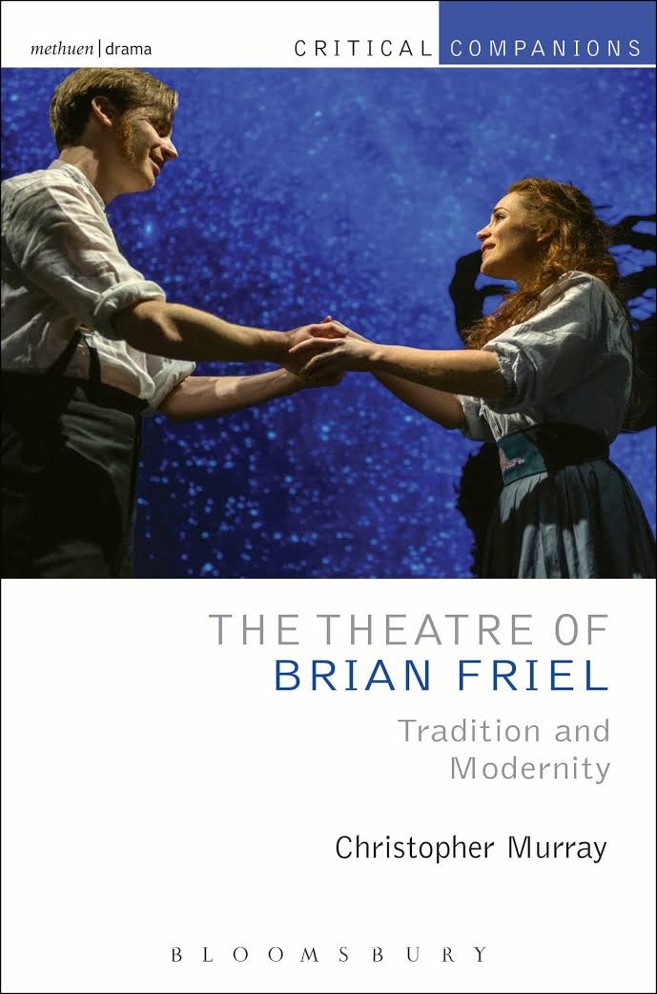 methuen | drama
CRITICAL COMPANIONS
THE THEATRE OF
BRIAN FRIEL
Tradition and
Modernity
Christopher Murray
BLOOMSBURY